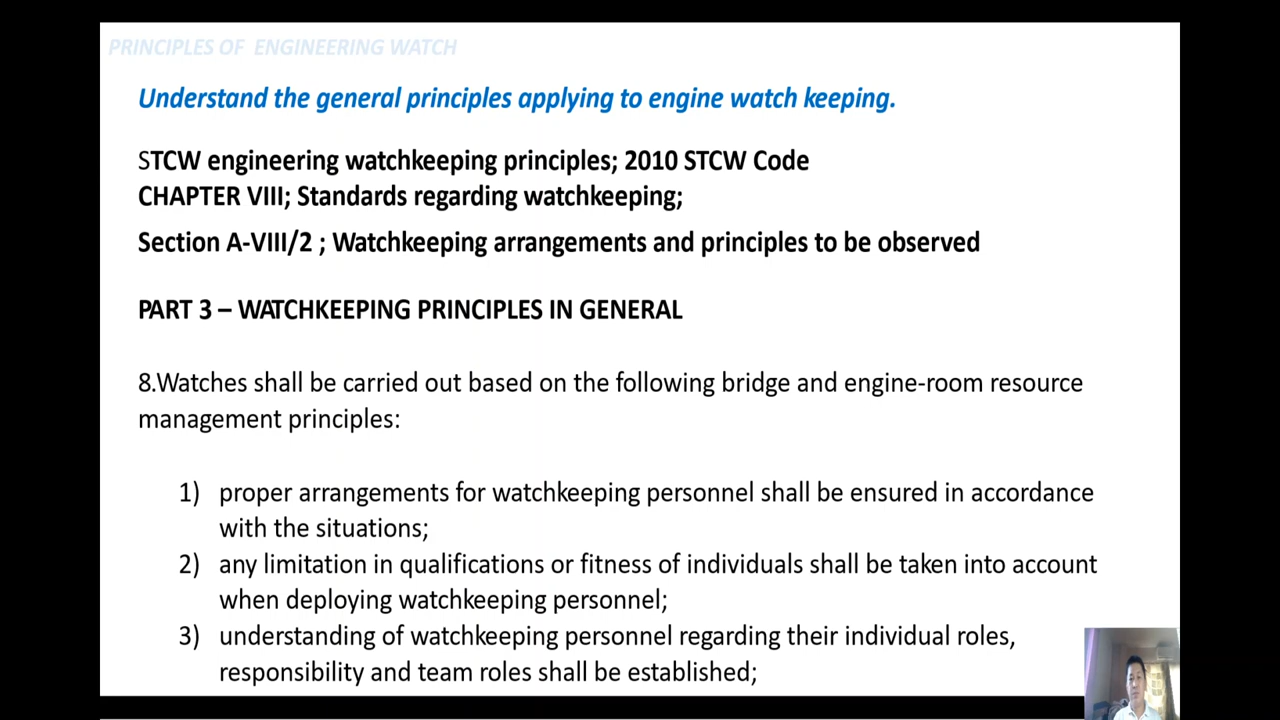 PRINCIPLES OF ENGINEERING WATCH
Understand the general principles applying to engine watch keeping.
STCW engineering watchkeeping principles; 2010 STCW Code
CHAPTER VIII; Standards regarding watchkeeping;
Section A-VIII/2 ; Watchkeeping arrangements and principles to be observed
PART 3 – WATCHKEEPING PRINCIPLES IN GENERAL
8.Watches shall be carried out based on the following bridge and engine-room resource
management principles:
1) proper arrangements for watchkeeping personnel shall be ensured in accordance
with the situations;
2) any limitation in qualifications or fitness of individuals shall be taken into account
when deploying watchkeeping personnel;
3) understanding of watchkeeping personnel regarding their individual roles,
responsibility and team roles shall be established;